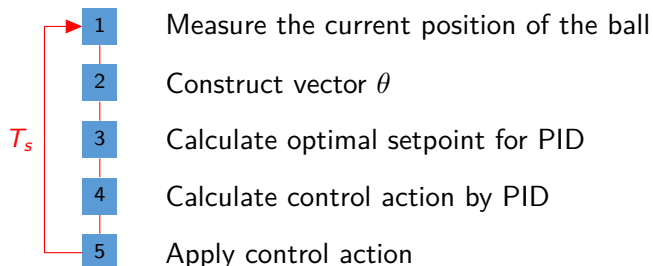 1 Measure the current position of the ball
2 Construct vector θ
T_s 3 Calculate optimal setpoint for PID
4 Calculate control action by PID
5 Apply control action